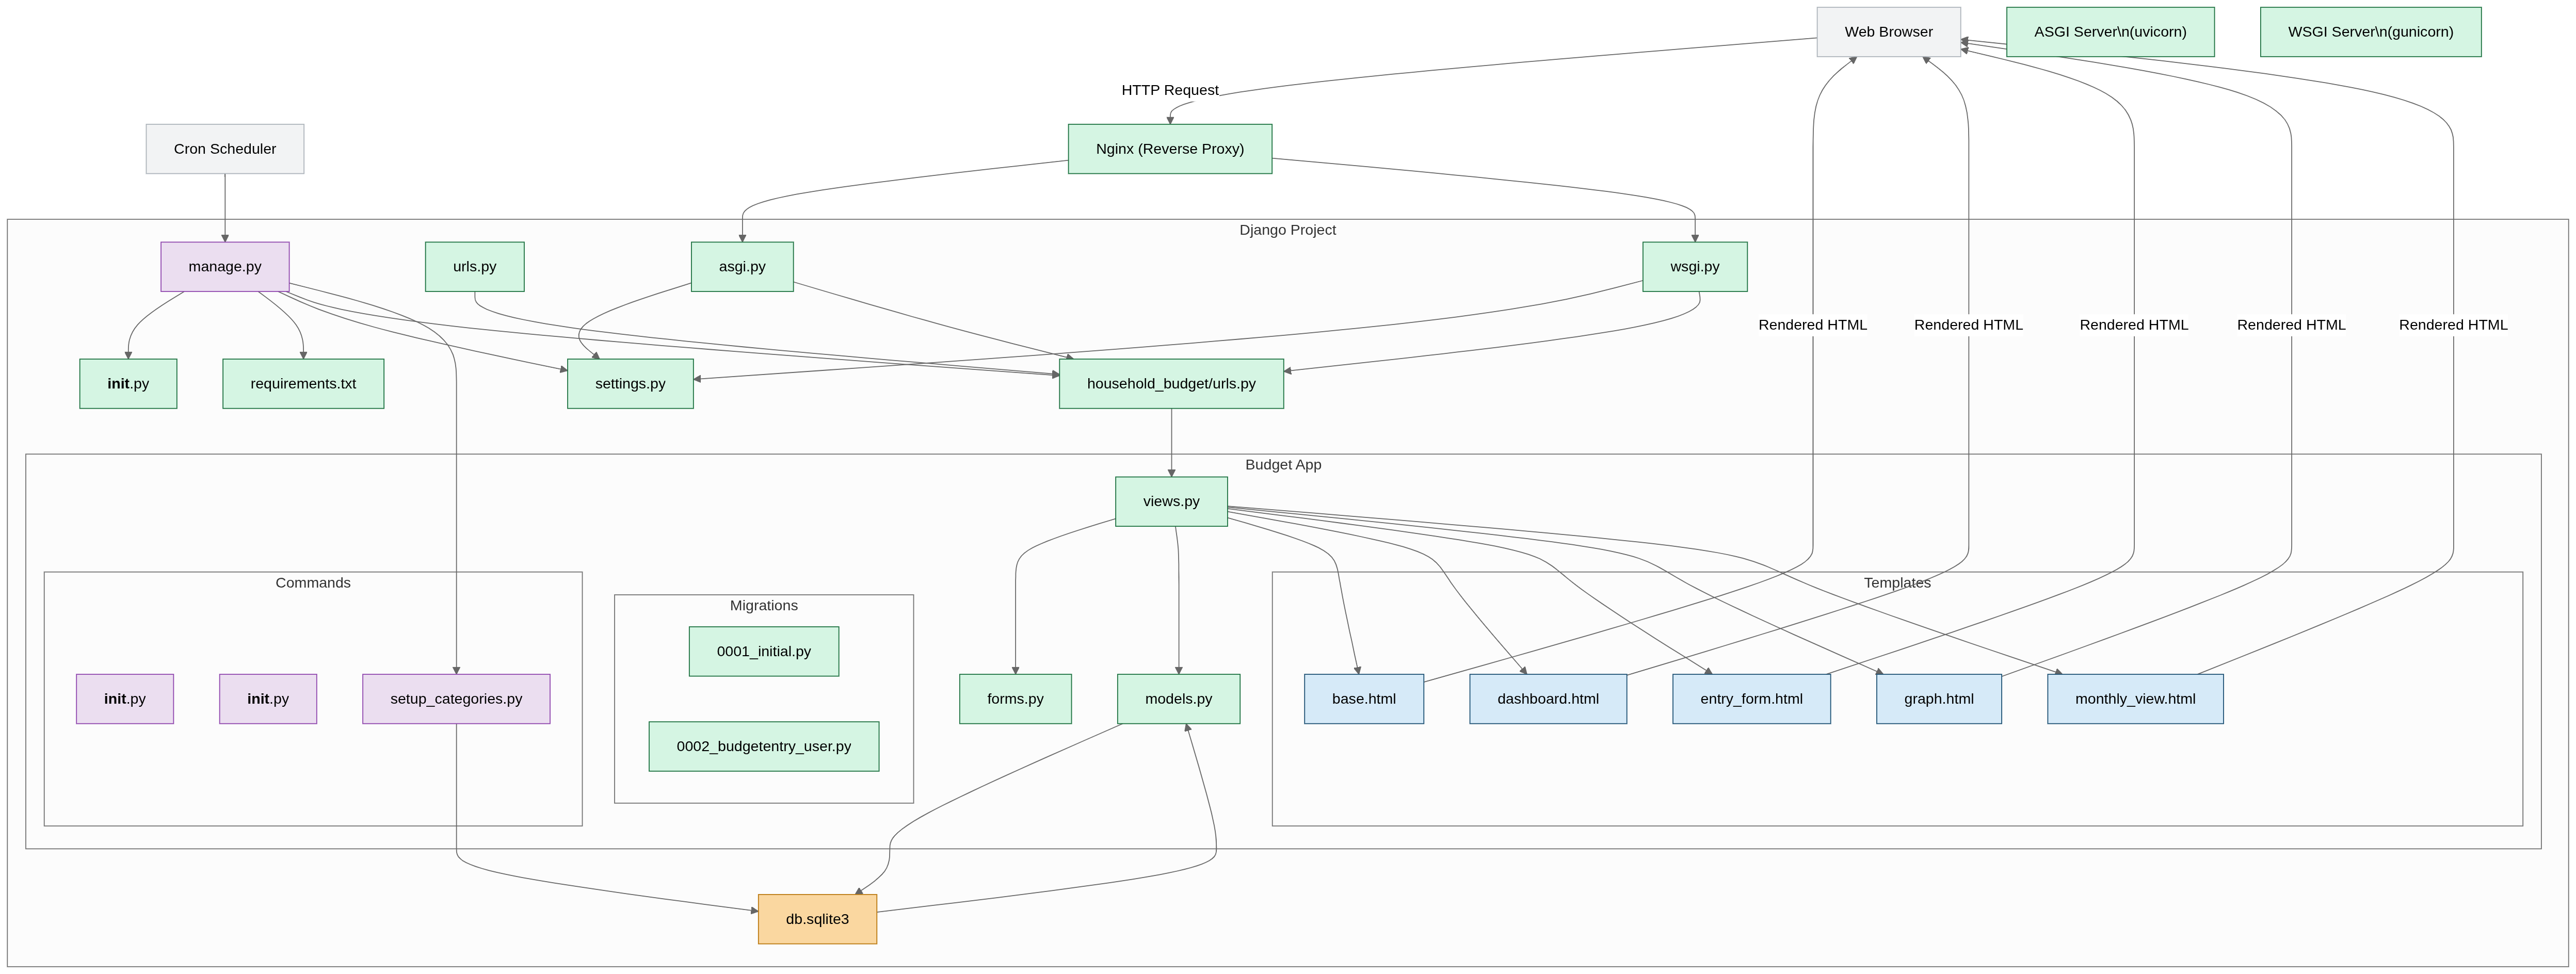 Web Browser
ASGI Server\n(uvicorn)
WSGI Server\n(gunicorn)
HTTP Request
Cron Scheduler
Nginx (Reverse Proxy)
Django Project
manage.py
urls.py
asgi.py
wsgi.py
Rendered HTML
Rendered HTML
Rendered HTML
Rendered HTML
Rendered HTML
init.py
requirements.txt
settings.py
household_budget/urls.py
Budget App
views.py
Commands
Migrations
Templates
0001_initial.py
init.py
init.py
setup_categories.py
forms.py
models.py
base.html
dashboard.html
entry_form.html
graph.html
monthly_view.html
0002_budgetentry_user.py
db.sqlite3